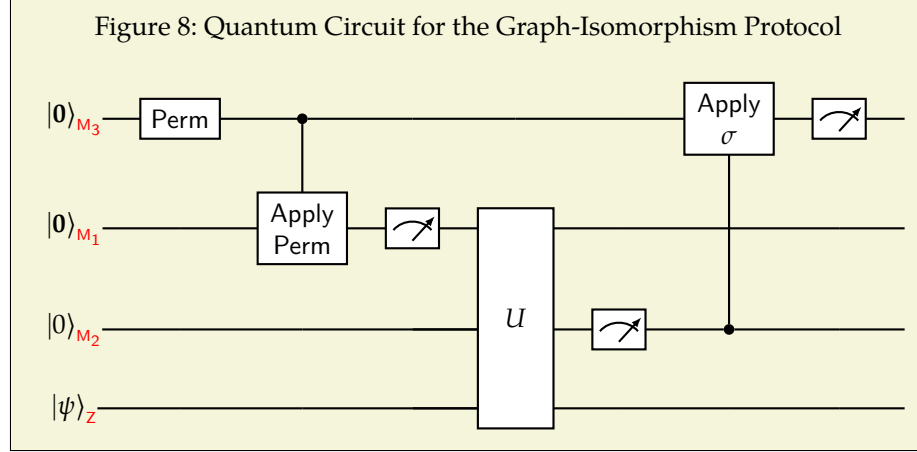 Figure 8: Quantum Circuit for the Graph-Isomorphism Protocol
|0⟩M3 Perm Apply σ
|0⟩M1 Apply Perm
|0⟩M2 U
|ψ⟩Z